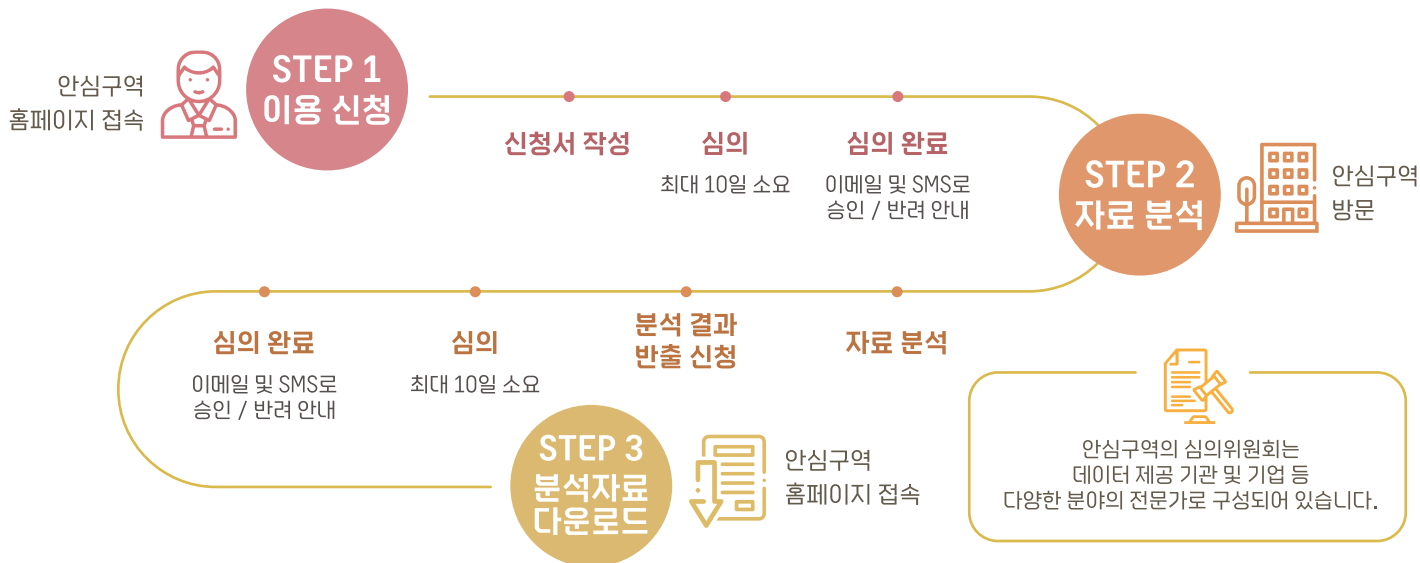 안심구역
홈페이지 접속
STEP 1
이용 신청
신청서 작성
심의
최대 10일 소요
심의 완료
이메일 및 SMS로
승인 / 반려 안내
STEP 2
자료 분석
안심구역
방문
자료 분석
분석 결과
반출 신청
심의
최대 10일 소요
심의 완료
이메일 및 SMS로
승인 / 반려 안내
STEP 3
분석자료
다운로드
안심구역
홈페이지 접속
안심구역의 심의위원회는
데이터 제공 기관 및 기업 등
다양한 분야의 전문가로 구성되어 있습니다.